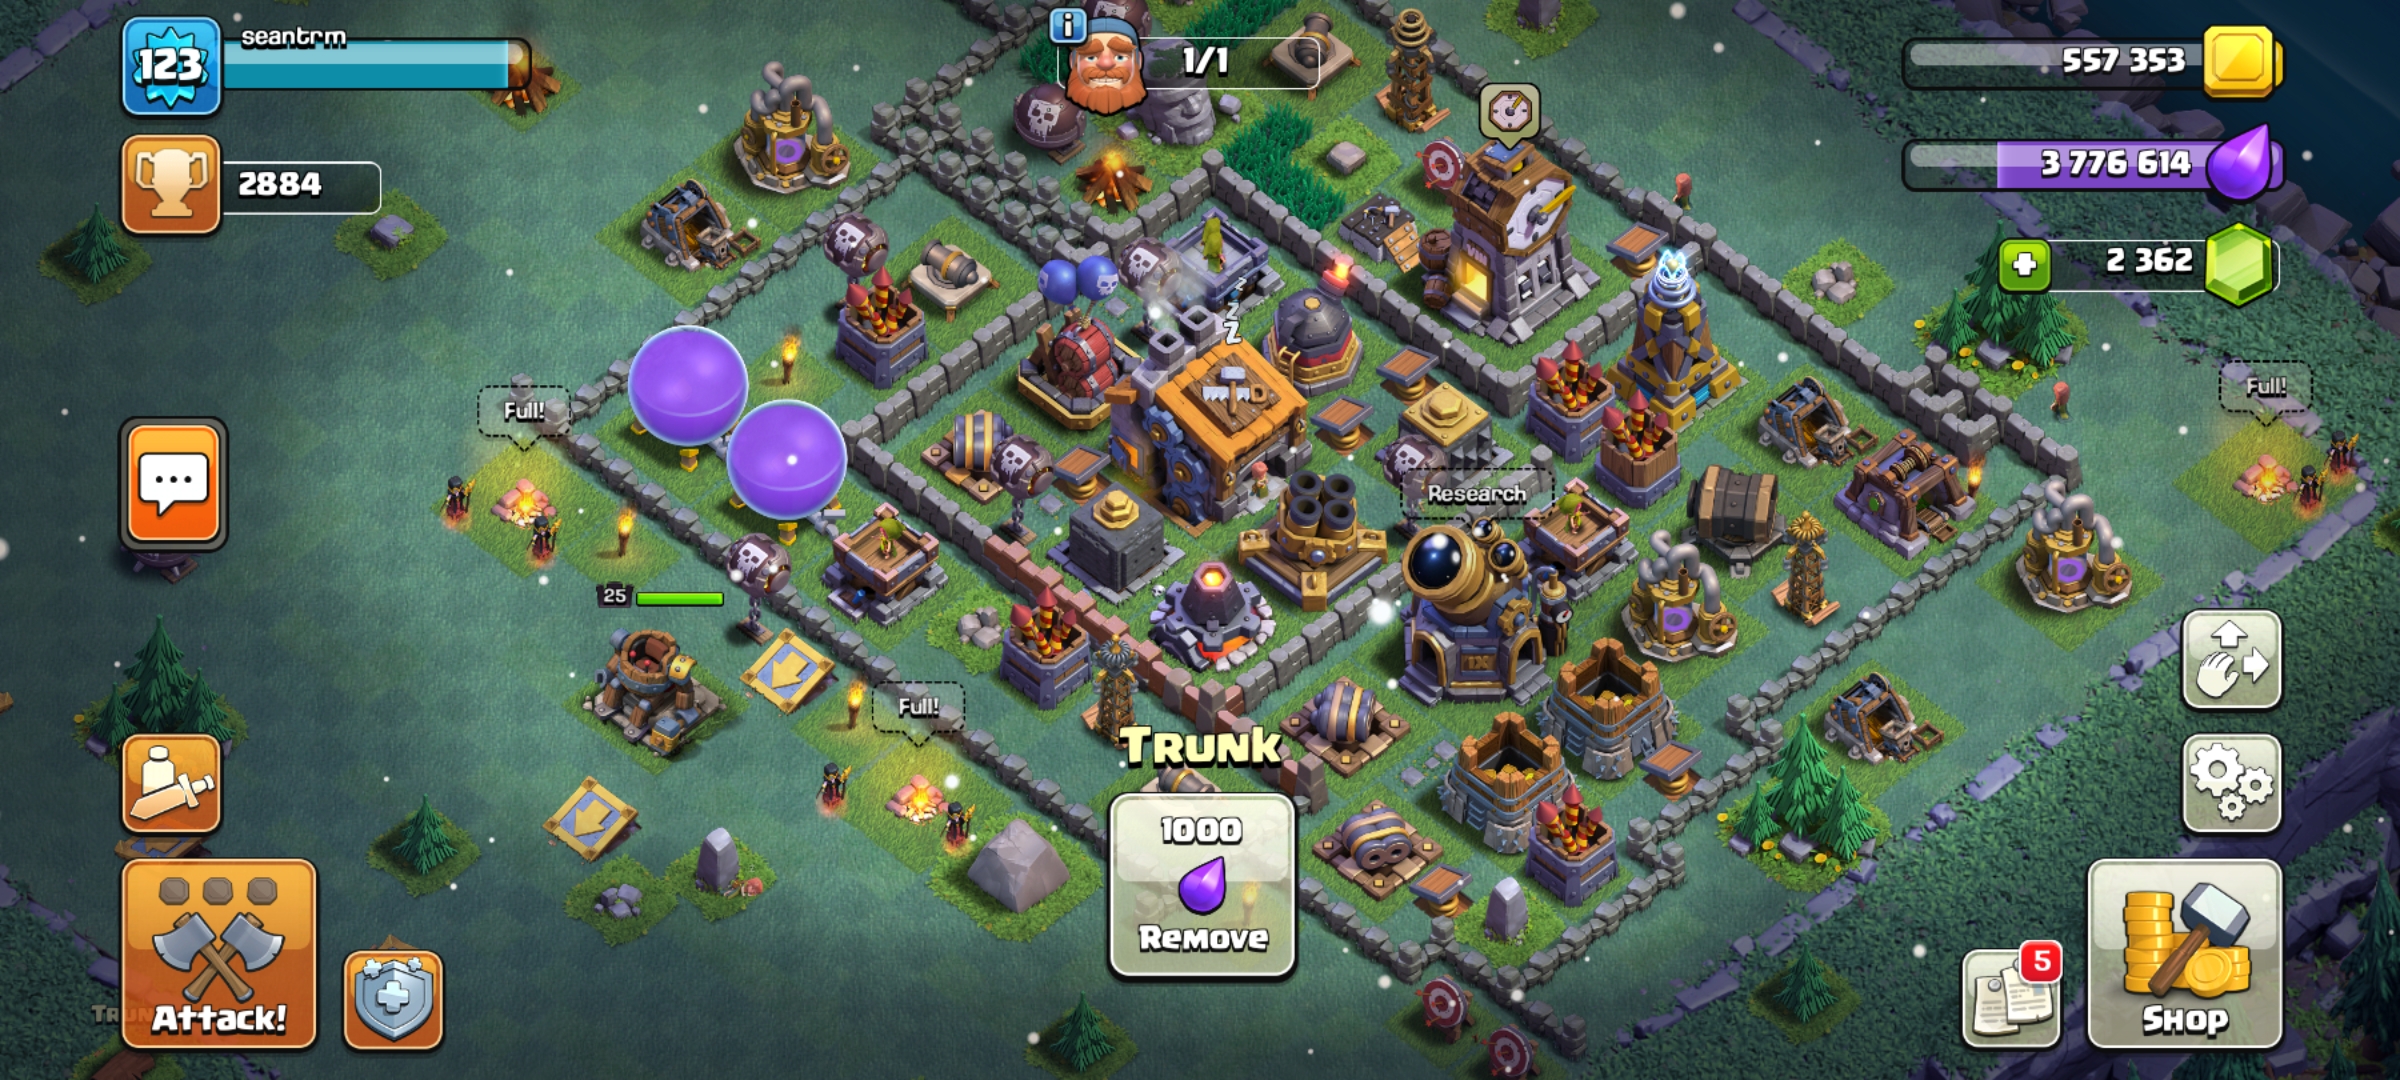 123
seantrm
1/1
557 353
2884
3 776 614
2 362
Full!
Full!
Research
25
Full!
Trunk
1000
Remove
Attack!
5
Shop